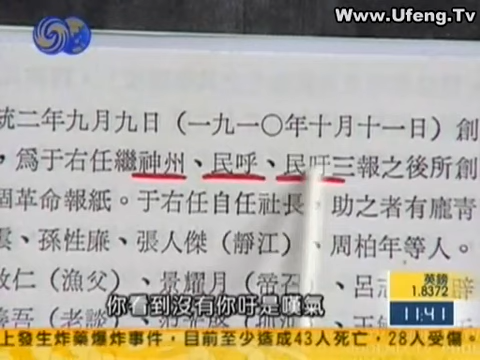 Www.Ufeng.Tv
統二年九月九日（一九一〇年十月十一日）創
，為于右任繼神州、民呼、民吁三報之後所創
個革命報紙。于右任自任社長，助之者有龐青
雲、孫性廉、張人傑（靜江）、周柏年等人。
教仁（漁父）、景耀月（帝召）、呂
你看到沒有你吁是嘆氣
英鎊
1.8372
11:41
上發生炸藥爆炸事件，目前至少造成43人死亡，28人受傷。